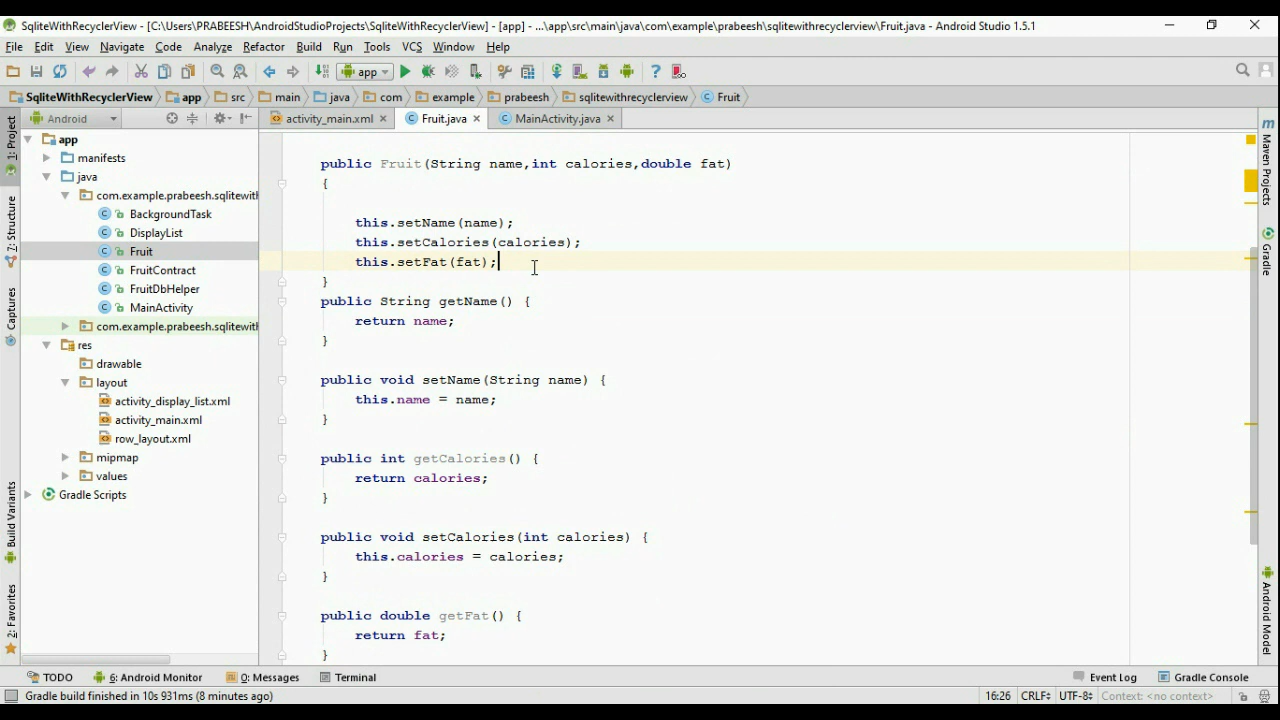 SqliteWithRecyclerView - [C:\Users\PRABEESH\AndroidStudioProjects\SqliteWithRecyclerView] - [app] - ...\app\src\main\java\com\example\prabeesh\sqlitewithrecyclerview\Fruit.java - Android Studio 1.5.1
File Edit View Navigate Code Analyze Refactor Build Run Tools VCS Window Help
app
SqliteWithRecyclerView app src main java com example prabeesh sqlitewithrecyclerview Fruit
Android
activity_main.xml Fruit.java MainActivity.java
1: Project
7: Structure
Captures
Build Variants
2: Favorites
app
manifests
java
com.example.prabeesh.sqlitewith
BackgroundTask
DisplayList
Fruit
FruitContract
FruitDbHelper
MainActivity
com.example.prabeesh.sqlitewith
res
drawable
layout
activity_display_list.xml
activity_main.xml
row_layout.xml
mipmap
values
Gradle Scripts
public Fruit(String name,int calories,double fat)
{
this.setName(name);
this.setCalories(calories);
this.setFat(fat);
}
public String getName() {
return name;
}
public void setName(String name) {
this.name = name;
}
public int getCalories() {
return calories;
}
public void setCalories(int calories) {
this.calories = calories;
}
public double getFat() {
return fat;
}
m
Maven Projects
Gradle
Android Model
TODO 6: Android Monitor 0: Messages Terminal Event Log Gradle Console
Gradle build finished in 10s 931ms (8 minutes ago) 16:26 CRLF UTF-8 Context: <no context>